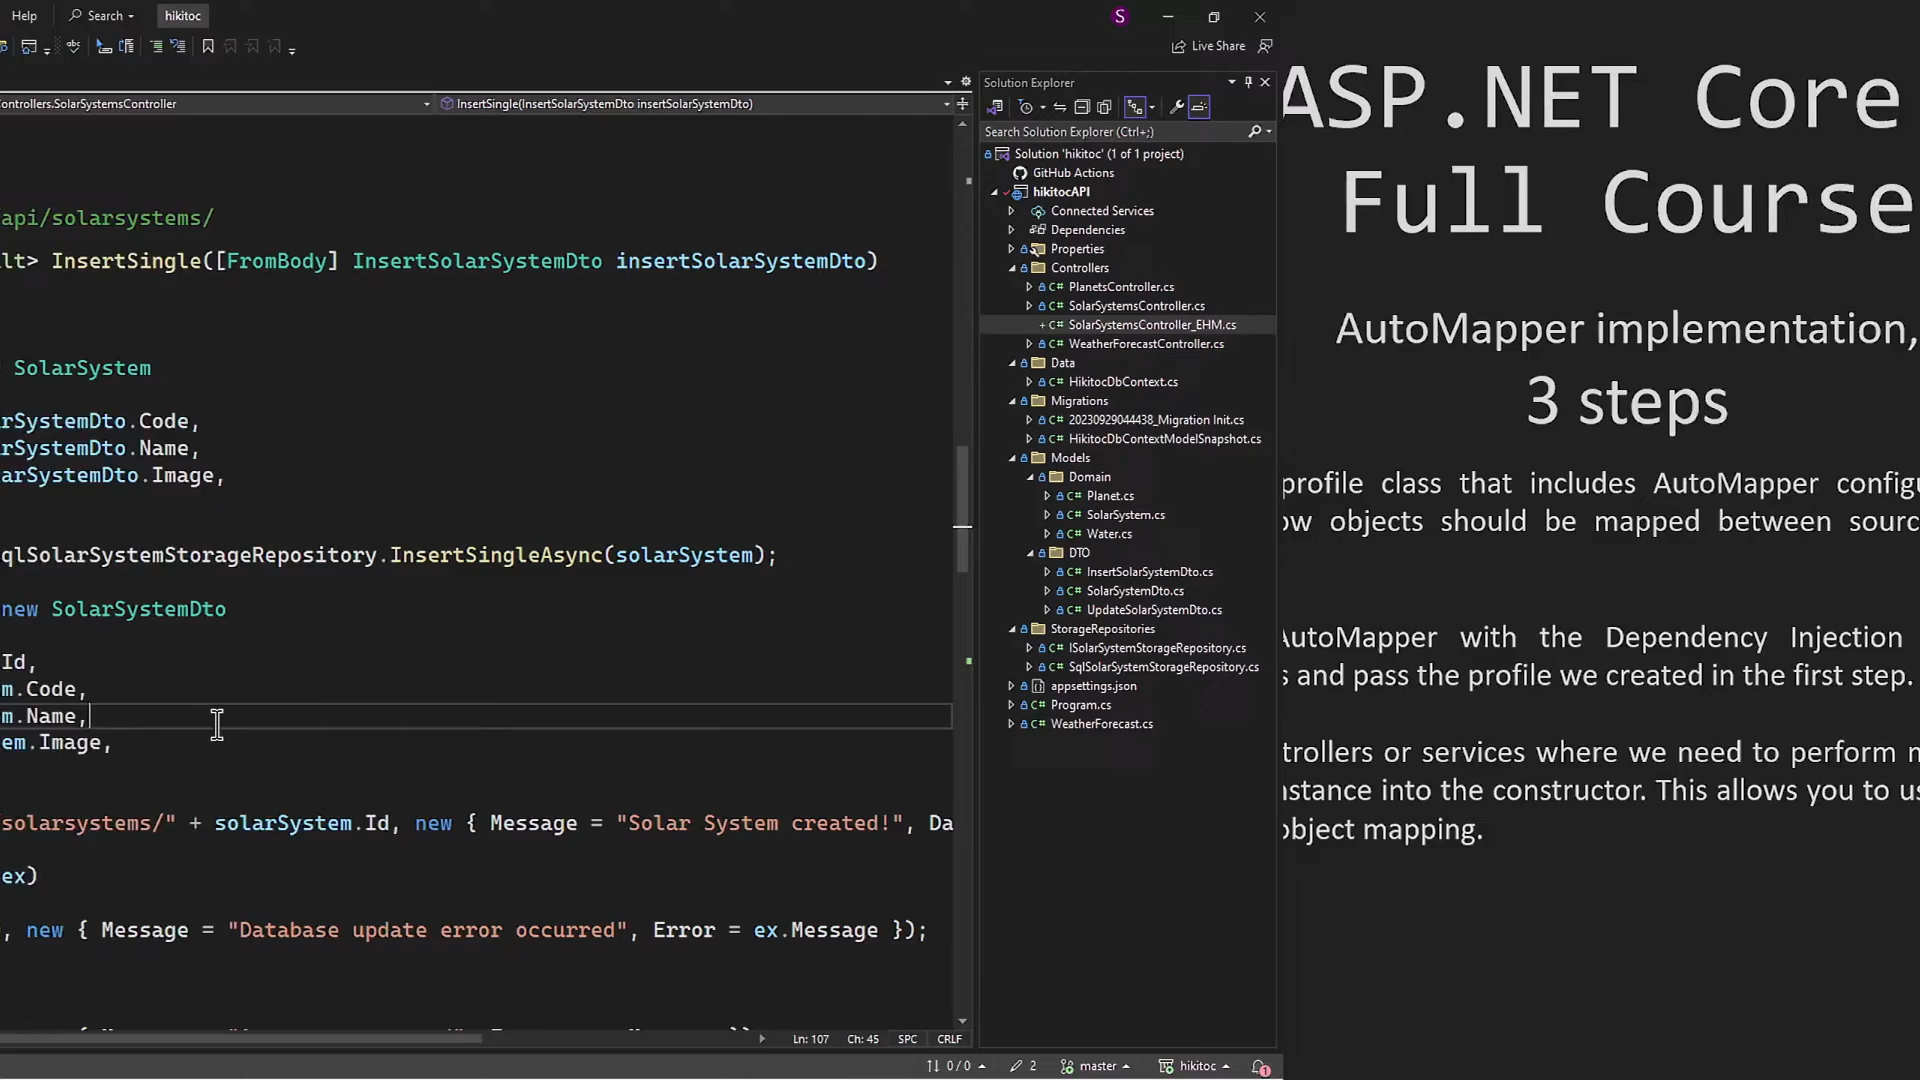 Help
Search
hikitoc
S
Live Share
ontrollers.SolarSystemsController
InsertSingle(InsertSolarSystemDto insertSolarSystemDto)
api/solarsystems/
lt> InsertSingle([FromBody] InsertSolarSystemDto insertSolarSystemDto)
SolarSystem
rSystemDto.Code,
rSystemDto.Name,
arSystemDto.Image,
qlSolarSystemStorageRepository.InsertSingleAsync(solarSystem);
new SolarSystemDto
Id,
m.Code,
m.Name,
em.Image,
solarsystems/" + solarSystem.Id, new { Message = "Solar System created!", Da
ex)
, new { Message = "Database update error occurred", Error = ex.Message });
Ln: 107
Ch: 45
SPC
CRLF
0 / 0
2
master
hikitoc
1
Solution Explorer
Search Solution Explorer (Ctrl+;)
Solution 'hikitoc' (1 of 1 project)
GitHub Actions
hikitocAPI
Connected Services
Dependencies
Properties
Controllers
C# PlanetsController.cs
C# SolarSystemsController.cs
+ C# SolarSystemsController_EHM.cs
C# WeatherForecastController.cs
Data
C# HikitocDbContext.cs
Migrations
C# 20230929044438_Migration Init.cs
C# HikitocDbContextModelSnapshot.cs
Models
Domain
C# Planet.cs
C# SolarSystem.cs
C# Water.cs
DTO
C# InsertSolarSystemDto.cs
C# SolarSystemDto.cs
C# UpdateSolarSystemDto.cs
StorageRepositories
C# ISolarSystemStorageRepository.cs
C# SqlSolarSystemStorageRepository.cs
appsettings.json
C# Program.cs
C# WeatherForecast.cs
ASP.NET Core
Full Course
AutoMapper implementation,
3 steps
profile class that includes AutoMapper configu
ow objects should be mapped between sourc
AutoMapper with the Dependency Injection
s and pass the profile we created in the first step.
trollers or services where we need to perform m
nstance into the constructor. This allows you to us
object mapping.